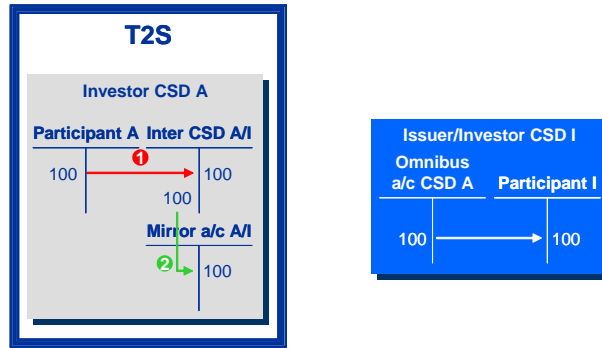 T2S
Investor CSD A
Participant A Inter CSD A/I
1
100 100
100
Mirror a/c A/I
2
100
Issuer/Investor CSD I
Omnibus
a/c CSD A Participant I
100 100